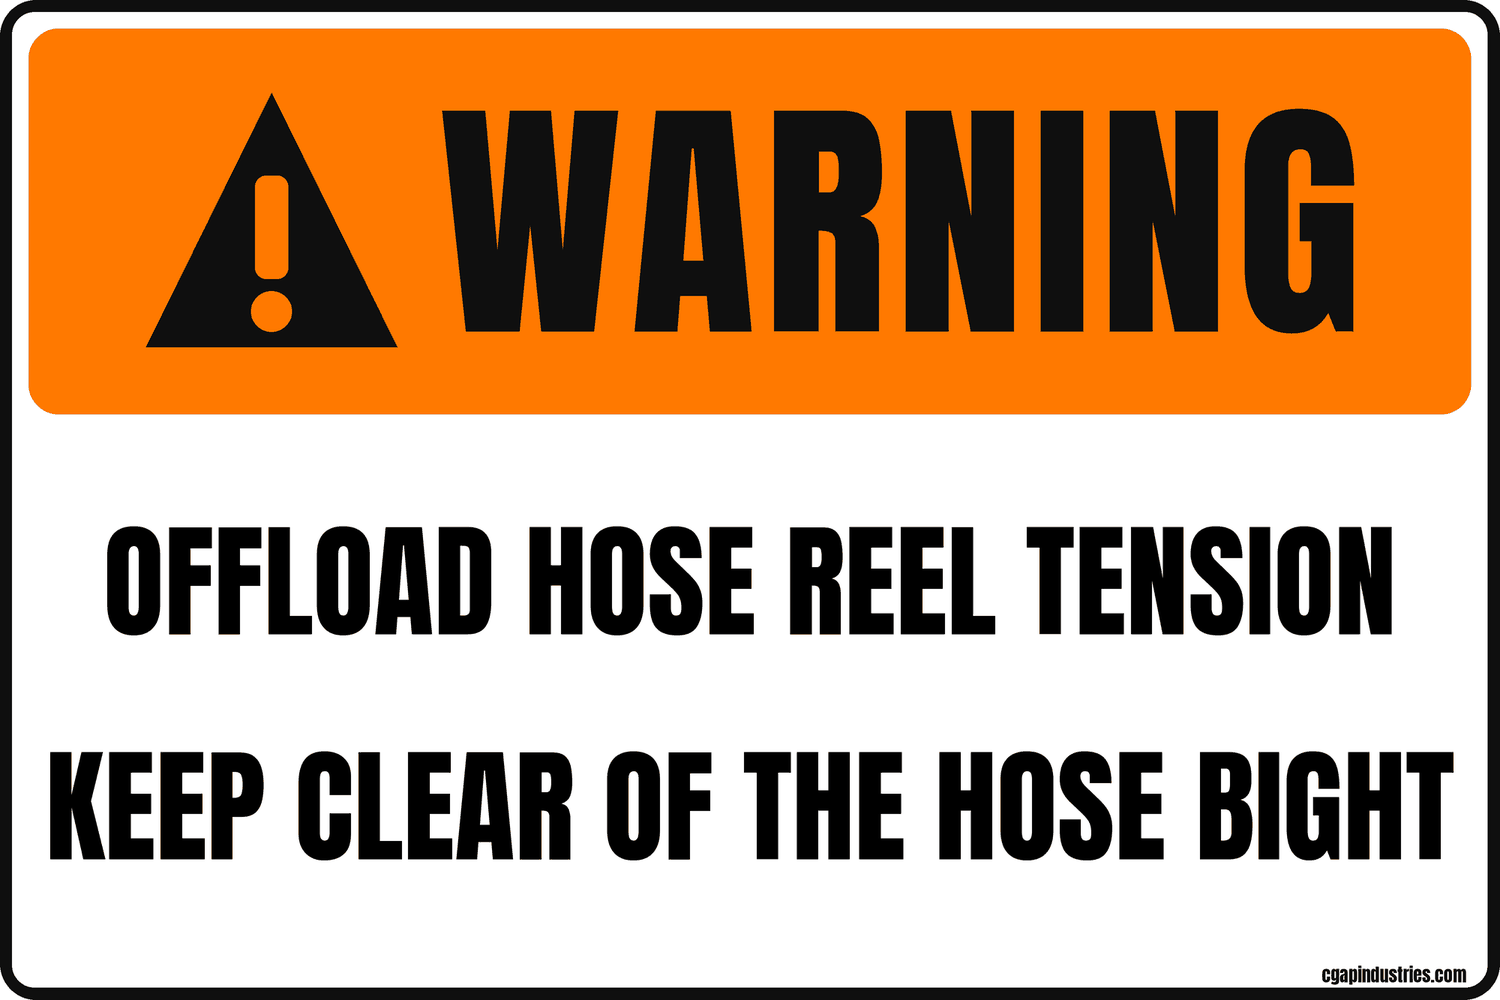 WARNING
OFFLOAD HOSE REEL TENSION
KEEP CLEAR OF THE HOSE BIGHT
cgapindustries.com